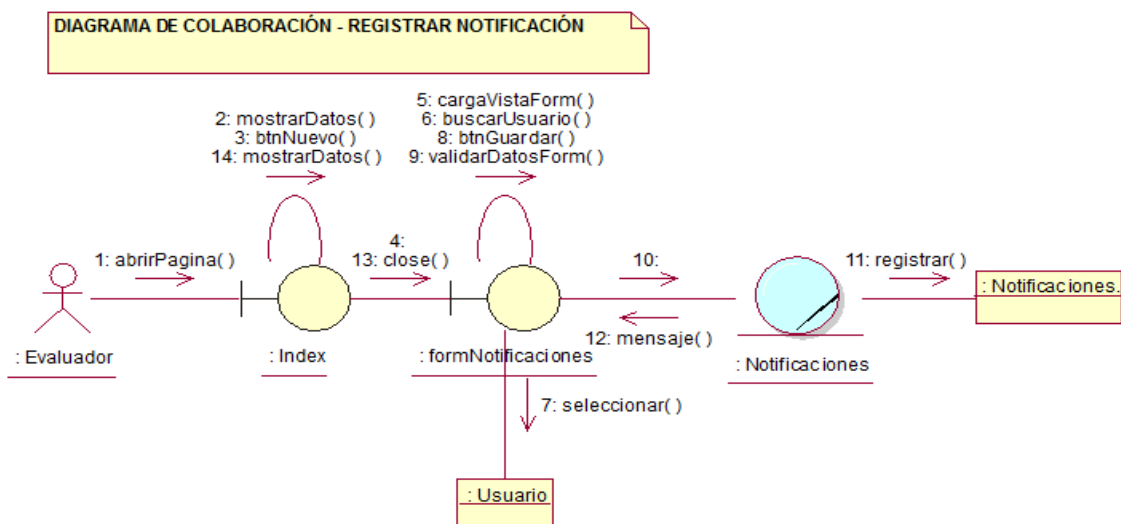 DIAGRAMA DE COLABORACIÓN - REGISTRAR NOTIFICACIÓN
2: mostrarDatos( )
3: btnNuevo( )
14: mostrarDatos( )
5: cargaVistaForm( )
6: buscarUsuario( )
8: btnGuardar( )
9: validarDatosForm( )
1: abrirPagina( )
4:
13: close( )
10:
11: registrar( )
: Notificaciones.
12: mensaje( )
: Evaluador
: Index
: formNotificaciones
: Notificaciones
7: seleccionar( )
: Usuario